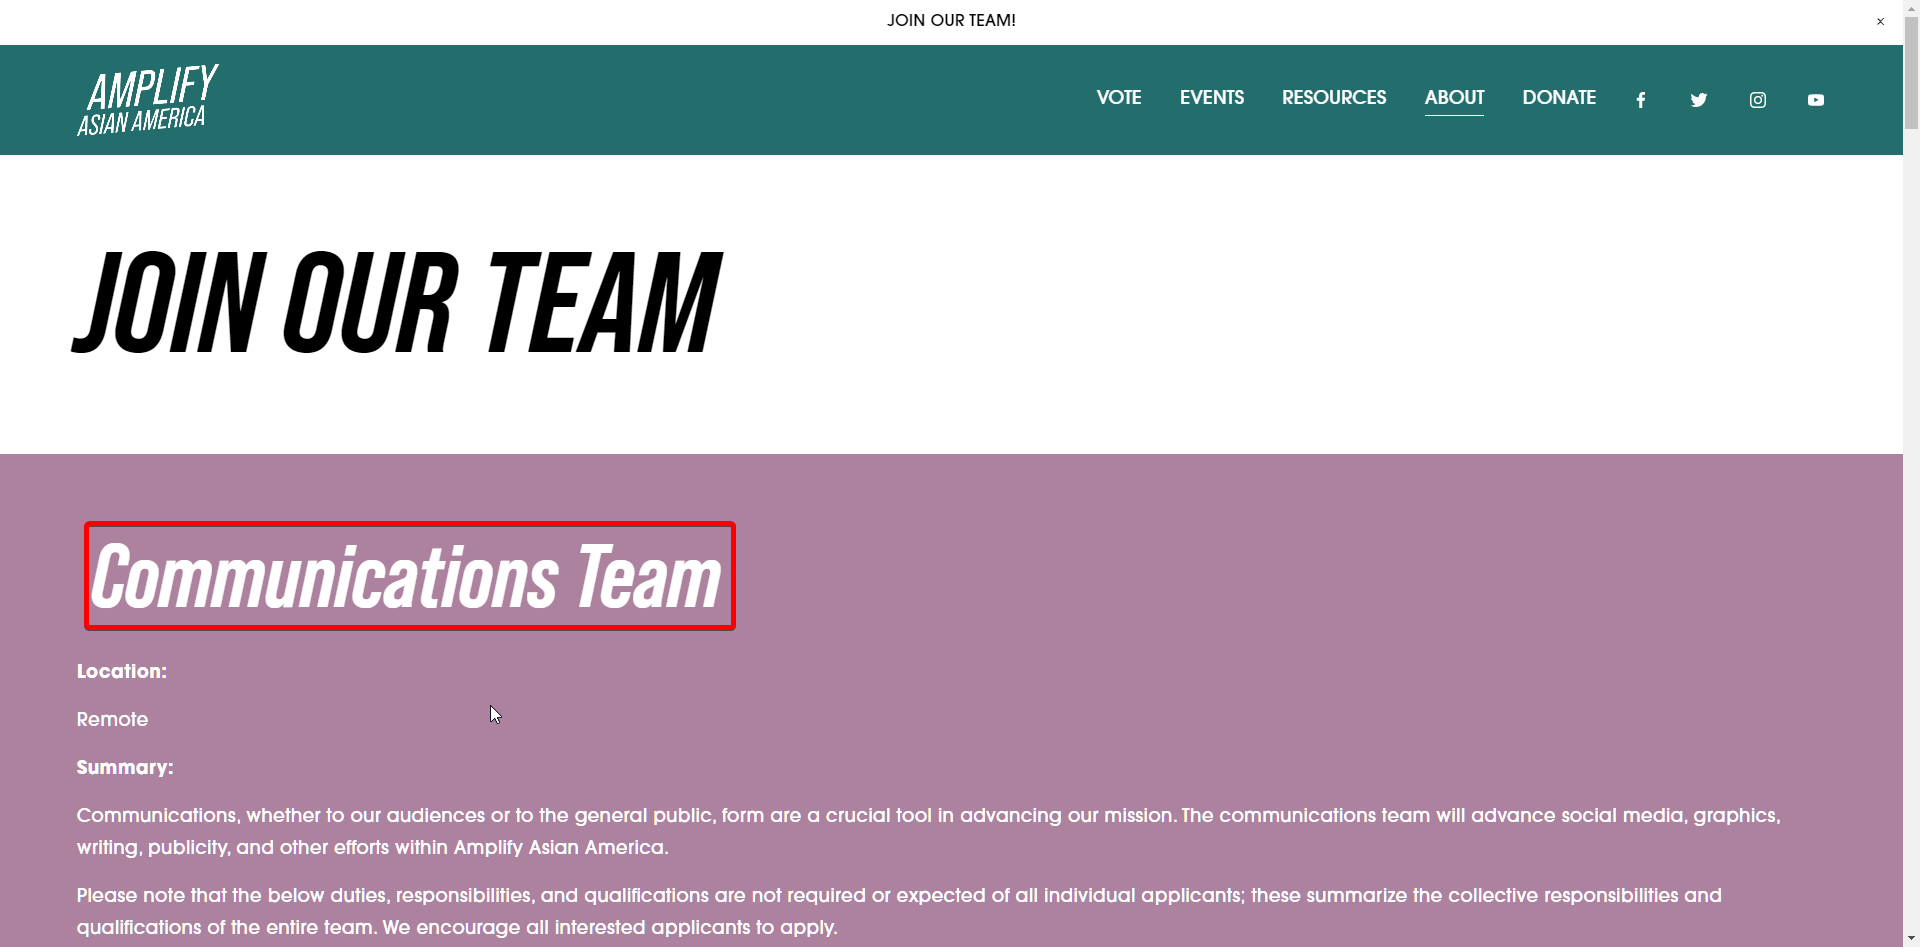 JOIN OUR TEAM!
×
AMPLIFY
ASIAN AMERICA
VOTE EVENTS RESOURCES ABOUT DONATE
JOIN OUR TEAM
Communications Team
Location:
Remote
Summary:
Communications, whether to our audiences or to the general public, form are a crucial tool in advancing our mission. The communications team will advance social media, graphics,
writing, publicity, and other efforts within Amplify Asian America.
Please note that the below duties, responsibilities, and qualifications are not required or expected of all individual applicants; these summarize the collective responsibilities and
qualifications of the entire team. We encourage all interested applicants to apply.